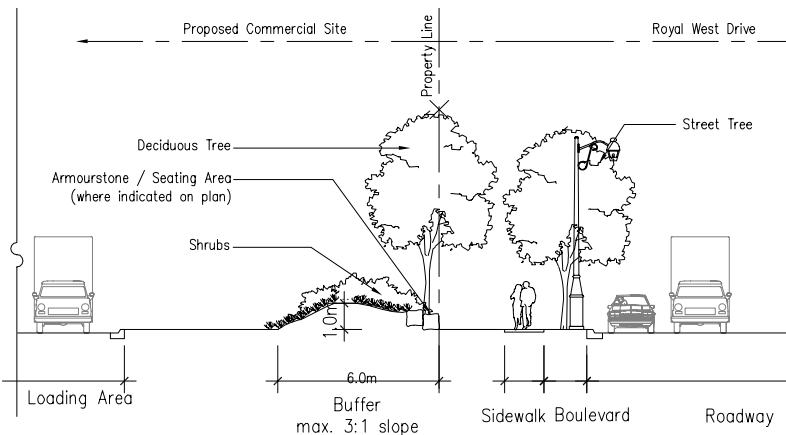 Proposed Commercial Site
Property Line
Royal West Drive
Deciduous Tree
Street Tree
Armourstone / Seating Area
(where indicated on plan)
Shrubs
1.0m
6.0m
Loading Area
Buffer
max. 3:1 slope
Sidewalk
Boulevard
Roadway